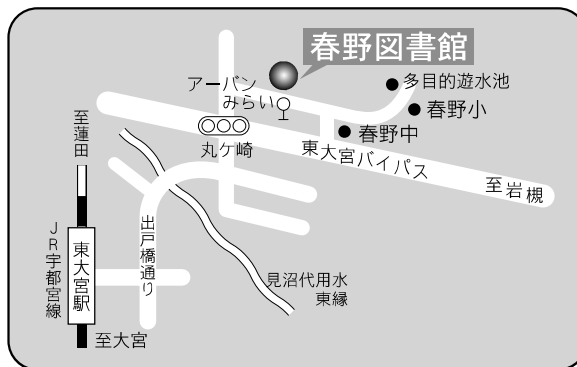 春野図書館
アーバン
みらい
多目的遊水池
春野小
春野中
丸ケ崎
東大宮バイパス
至岩槻
至蓮田
JR宇都宮線
東大宮駅
出戸橋通り
見沼代用水
東縁
至大宮